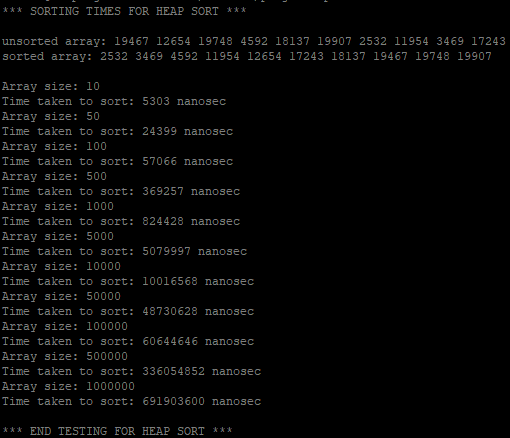 *** SORTING TIMES FOR HEAP SORT ***
unsorted array: 19467 12654 19748 4592 18137 19907 2532 11954 3469 17243
sorted array: 2532 3469 4592 11954 12654 17243 18137 19467 19748 19907
Array size: 10
Time taken to sort: 5303 nanosec
Array size: 50
Time taken to sort: 24399 nanosec
Array size: 100
Time taken to sort: 57066 nanosec
Array size: 500
Time taken to sort: 369257 nanosec
Array size: 1000
Time taken to sort: 824428 nanosec
Array size: 5000
Time taken to sort: 5079997 nanosec
Array size: 10000
Time taken to sort: 10016568 nanosec
Array size: 50000
Time taken to sort: 48730628 nanosec
Array size: 100000
Time taken to sort: 60644646 nanosec
Array size: 500000
Time taken to sort: 336054852 nanosec
Array size: 1000000
Time taken to sort: 691903600 nanosec
*** END TESTING FOR HEAP SORT ***